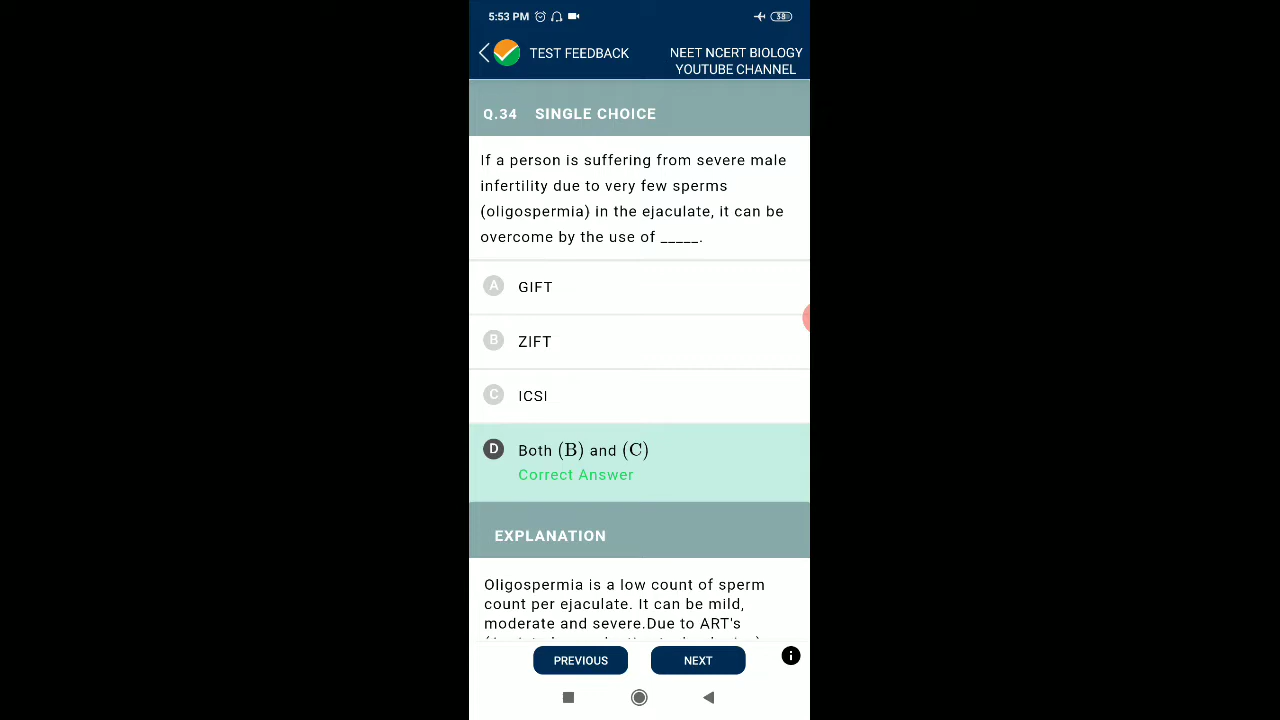 5:53 PM
38
TEST FEEDBACK
NEET NCERT BIOLOGY
YOUTUBE CHANNEL
Q.34 SINGLE CHOICE
If a person is suffering from severe male
infertility due to very few sperms
(oligospermia) in the ejaculate, it can be
overcome by the use of _____.
A GIFT
B ZIFT
C ICSI
D Both (B) and (C)
Correct Answer
EXPLANATION
Oligospermia is a low count of sperm
count per ejaculate. It can be mild,
moderate and severe.Due to ART's
PREVIOUS
NEXT